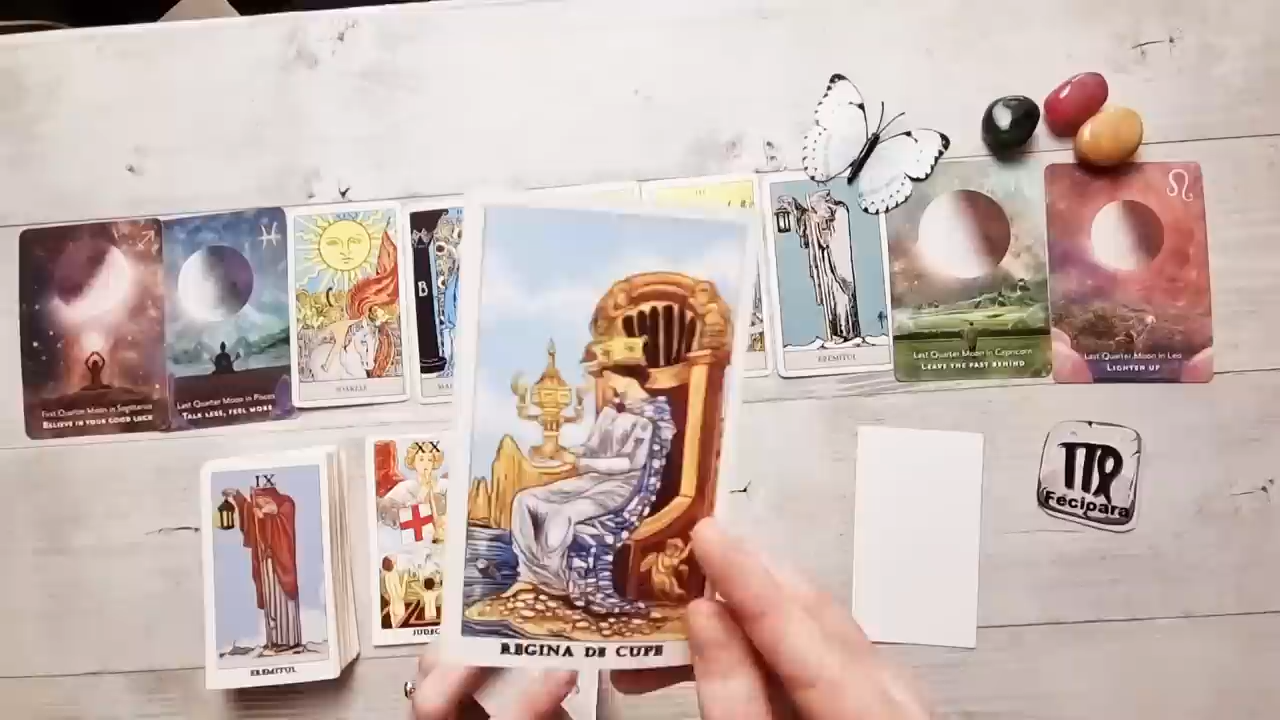 First Quarter Moon in Sagittarius
BELIEVE IN YOUR GOOD LUCK
Last Quarter Moon in Pisces
TALK LESS, FEEL MORE
SOARELE
B
EREMITUL
Last Quarter Moon in Capricorn
LEAVE THE PAST BEHIND
Last Quarter Moon in Leo
LIGHTEN UP
IX
EREMITUL
XX
JUDEC
REGINA DE CUPE
Fecioara